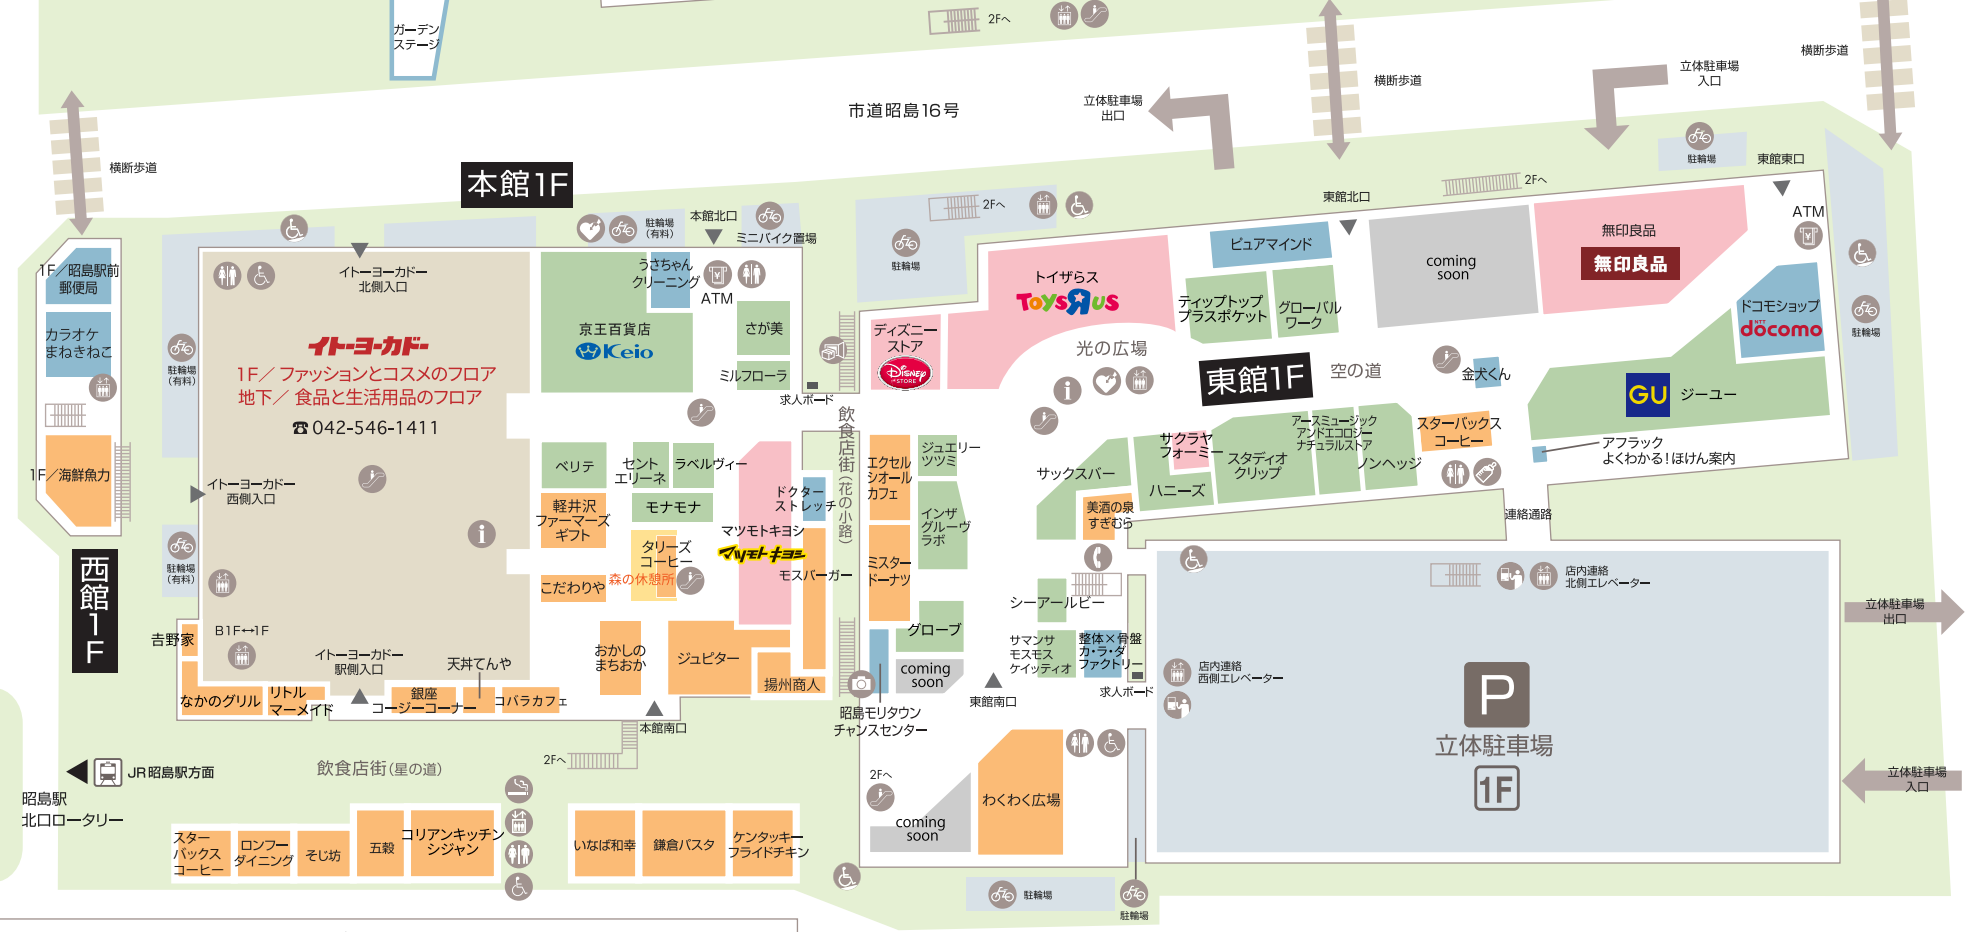 ガーデン
ステージ
2Fへ
横断歩道
立体駐車場
入口
横断歩道
立体駐車場
出口
市道昭島16号
横断歩道
本館1F
駐輪場
東館東口
2Fへ
東館北口
ATM
2Fへ
駐輪場
(有料)
本館北口
ミニバイク置場
駐輪場
駐輪場
1F/昭島駅前
郵便局
カラオケ
まねきねこ
1F/海鮮魚力
西館1F
駐輪場
(有料)
駐輪場
(有料)
イトーヨーカドー
北側入口
イトーヨーカドー
1F/ファッションとコスメのフロア
地下/食品と生活用品のフロア
☎042-546-1411
イトーヨーカドー
西側入口
B1F↔1F
イトーヨーカドー
駅側入口
吉野家
なかのグリル
リトル
マーメイド
銀座
コージーコーナー
天丼てんや
コバラカフェ
うさちゃん
クリーニング
ATM
京王百貨店
Keio
さが美
ミルフローラ
求人ボード
ベリテ
セント
エリーネ
ラベルヴィー
モナモナ
軽井沢
ファーマーズ
ギフト
タリーズ
コーヒー
森の休憩所
こだわりや
ドクター
ストレッチ
マツモトキヨシ
マツモトキヨシ
モスバーガー
おかしの
まちおか
ジュピター
揚州商人
本館南口
2Fへ
飲食店街(花の小路)
ディズニー
ストア
Disney
STORE
トイザらス
ToysЯus
光の広場
ピュアマインド
ティップトップ
プラスポケット
グローバル
ワーク
coming
soon
無印良品
無印良品
ドコモショップ
NTT
docomo
東館1F
空の道
金犬くん
GU
ジーユー
アフラック
よくわかる!ほけん案内
スターバックス
コーヒー
アースミュージック
アンドエコロジー
ナチュラルストア
ノンヘッジ
スタディオ
クリップ
サクラヤ
フォーミー
ハニーズ
サックスバー
美酒の泉
すぎむら
連絡通路
エクセル
シオール
カフェ
ジュエリー
ツツミ
インザ
グルーヴ
ラボ
ミスター
ドーナツ
グローブ
coming
soon
昭島モリタウン
チャンスセンター
シーアールビー
サマンサ
モスモス
ケイッティオ
整体×骨盤
カ・ラ・ダ
ファクトリー
求人ボード
東館南口
2Fへ
coming
soon
わくわく広場
店内連絡
北側エレベーター
店内連絡
西側エレベーター
P
立体駐車場
1F
立体駐車場
出口
立体駐車場
入口
駐輪場
駐輪場
JR昭島駅方面
昭島駅
北口ロータリー
飲食店街(星の道)
スター
バックス
コーヒー
ロンフー
ダイニング
そじ坊
五穀
コリアンキッチン
シジャン
いなば和幸
鎌倉パスタ
ケンタッキー
フライドチキン